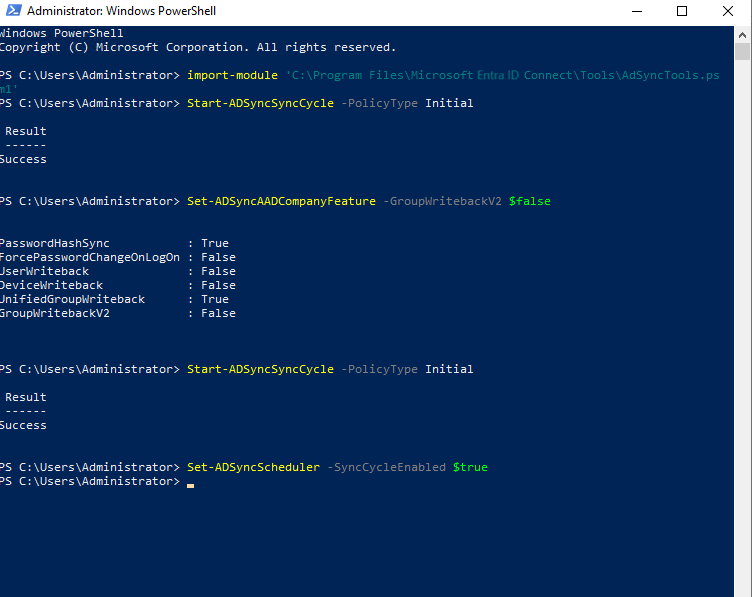 Administrator: Windows PowerShell
Windows PowerShell
Copyright (C) Microsoft Corporation. All rights reserved.
PS C:\Users\Administrator> import-module 'C:\Program Files\Microsoft Entra ID Connect\Tools\AdSyncTools.ps
m1'
PS C:\Users\Administrator> Start-ADSyncSyncCycle -PolicyType Initial
Result
------
Success
PS C:\Users\Administrator> Set-ADSyncAADCompanyFeature -GroupWritebackV2 $false
PasswordHashSync : True
ForcePasswordChangeOnLogOn : False
UserWriteback : False
DeviceWriteback : False
UnifiedGroupWriteback : True
GroupWritebackV2 : False
PS C:\Users\Administrator> Start-ADSyncSyncCycle -PolicyType Initial
Result
------
Success
PS C:\Users\Administrator> Set-ADSyncScheduler -SyncCycleEnabled $true
PS C:\Users\Administrator>